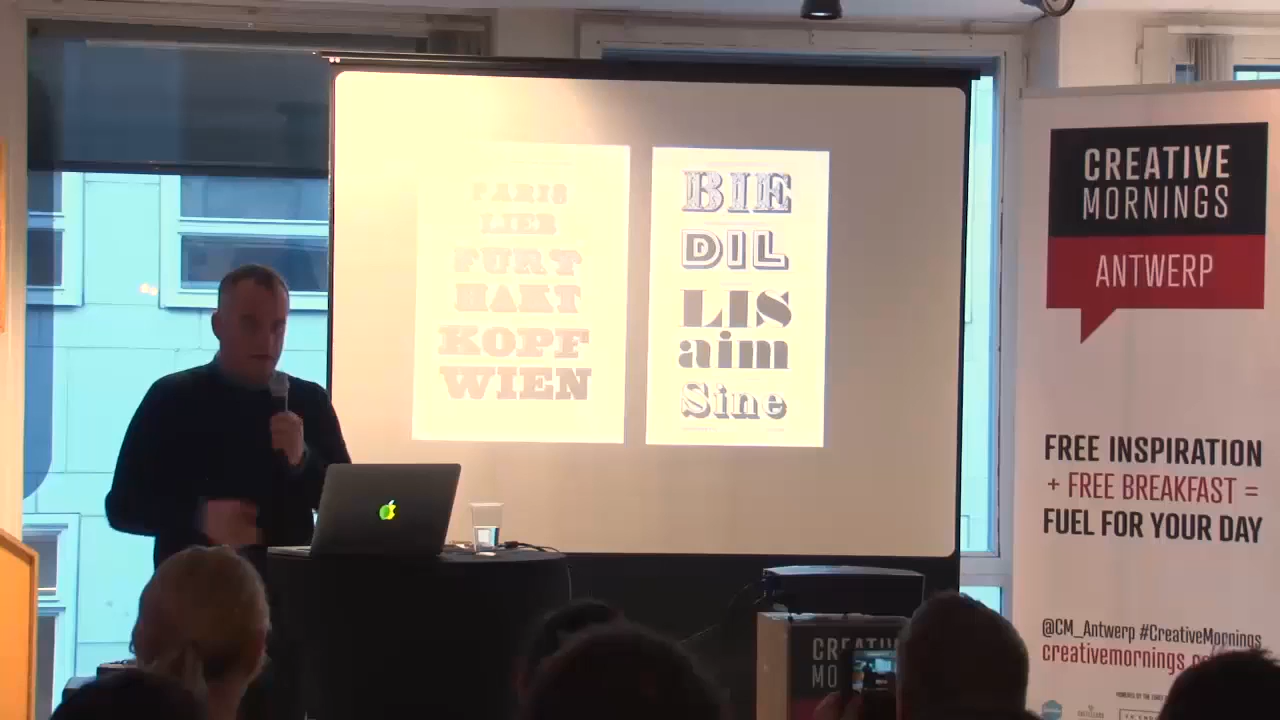 PARIS
LIER
FURT
HAKT
KOPF
WIEN
BIE
DIL
LIS
aim
Sine
CREATIVE
MORNINGS
ANTWERP
FREE INSPIRATION
+ FREE BREAKFAST =
FUEL FOR YOUR DAY
@CM_Antwerp #CreativeMornings
creativemornings.